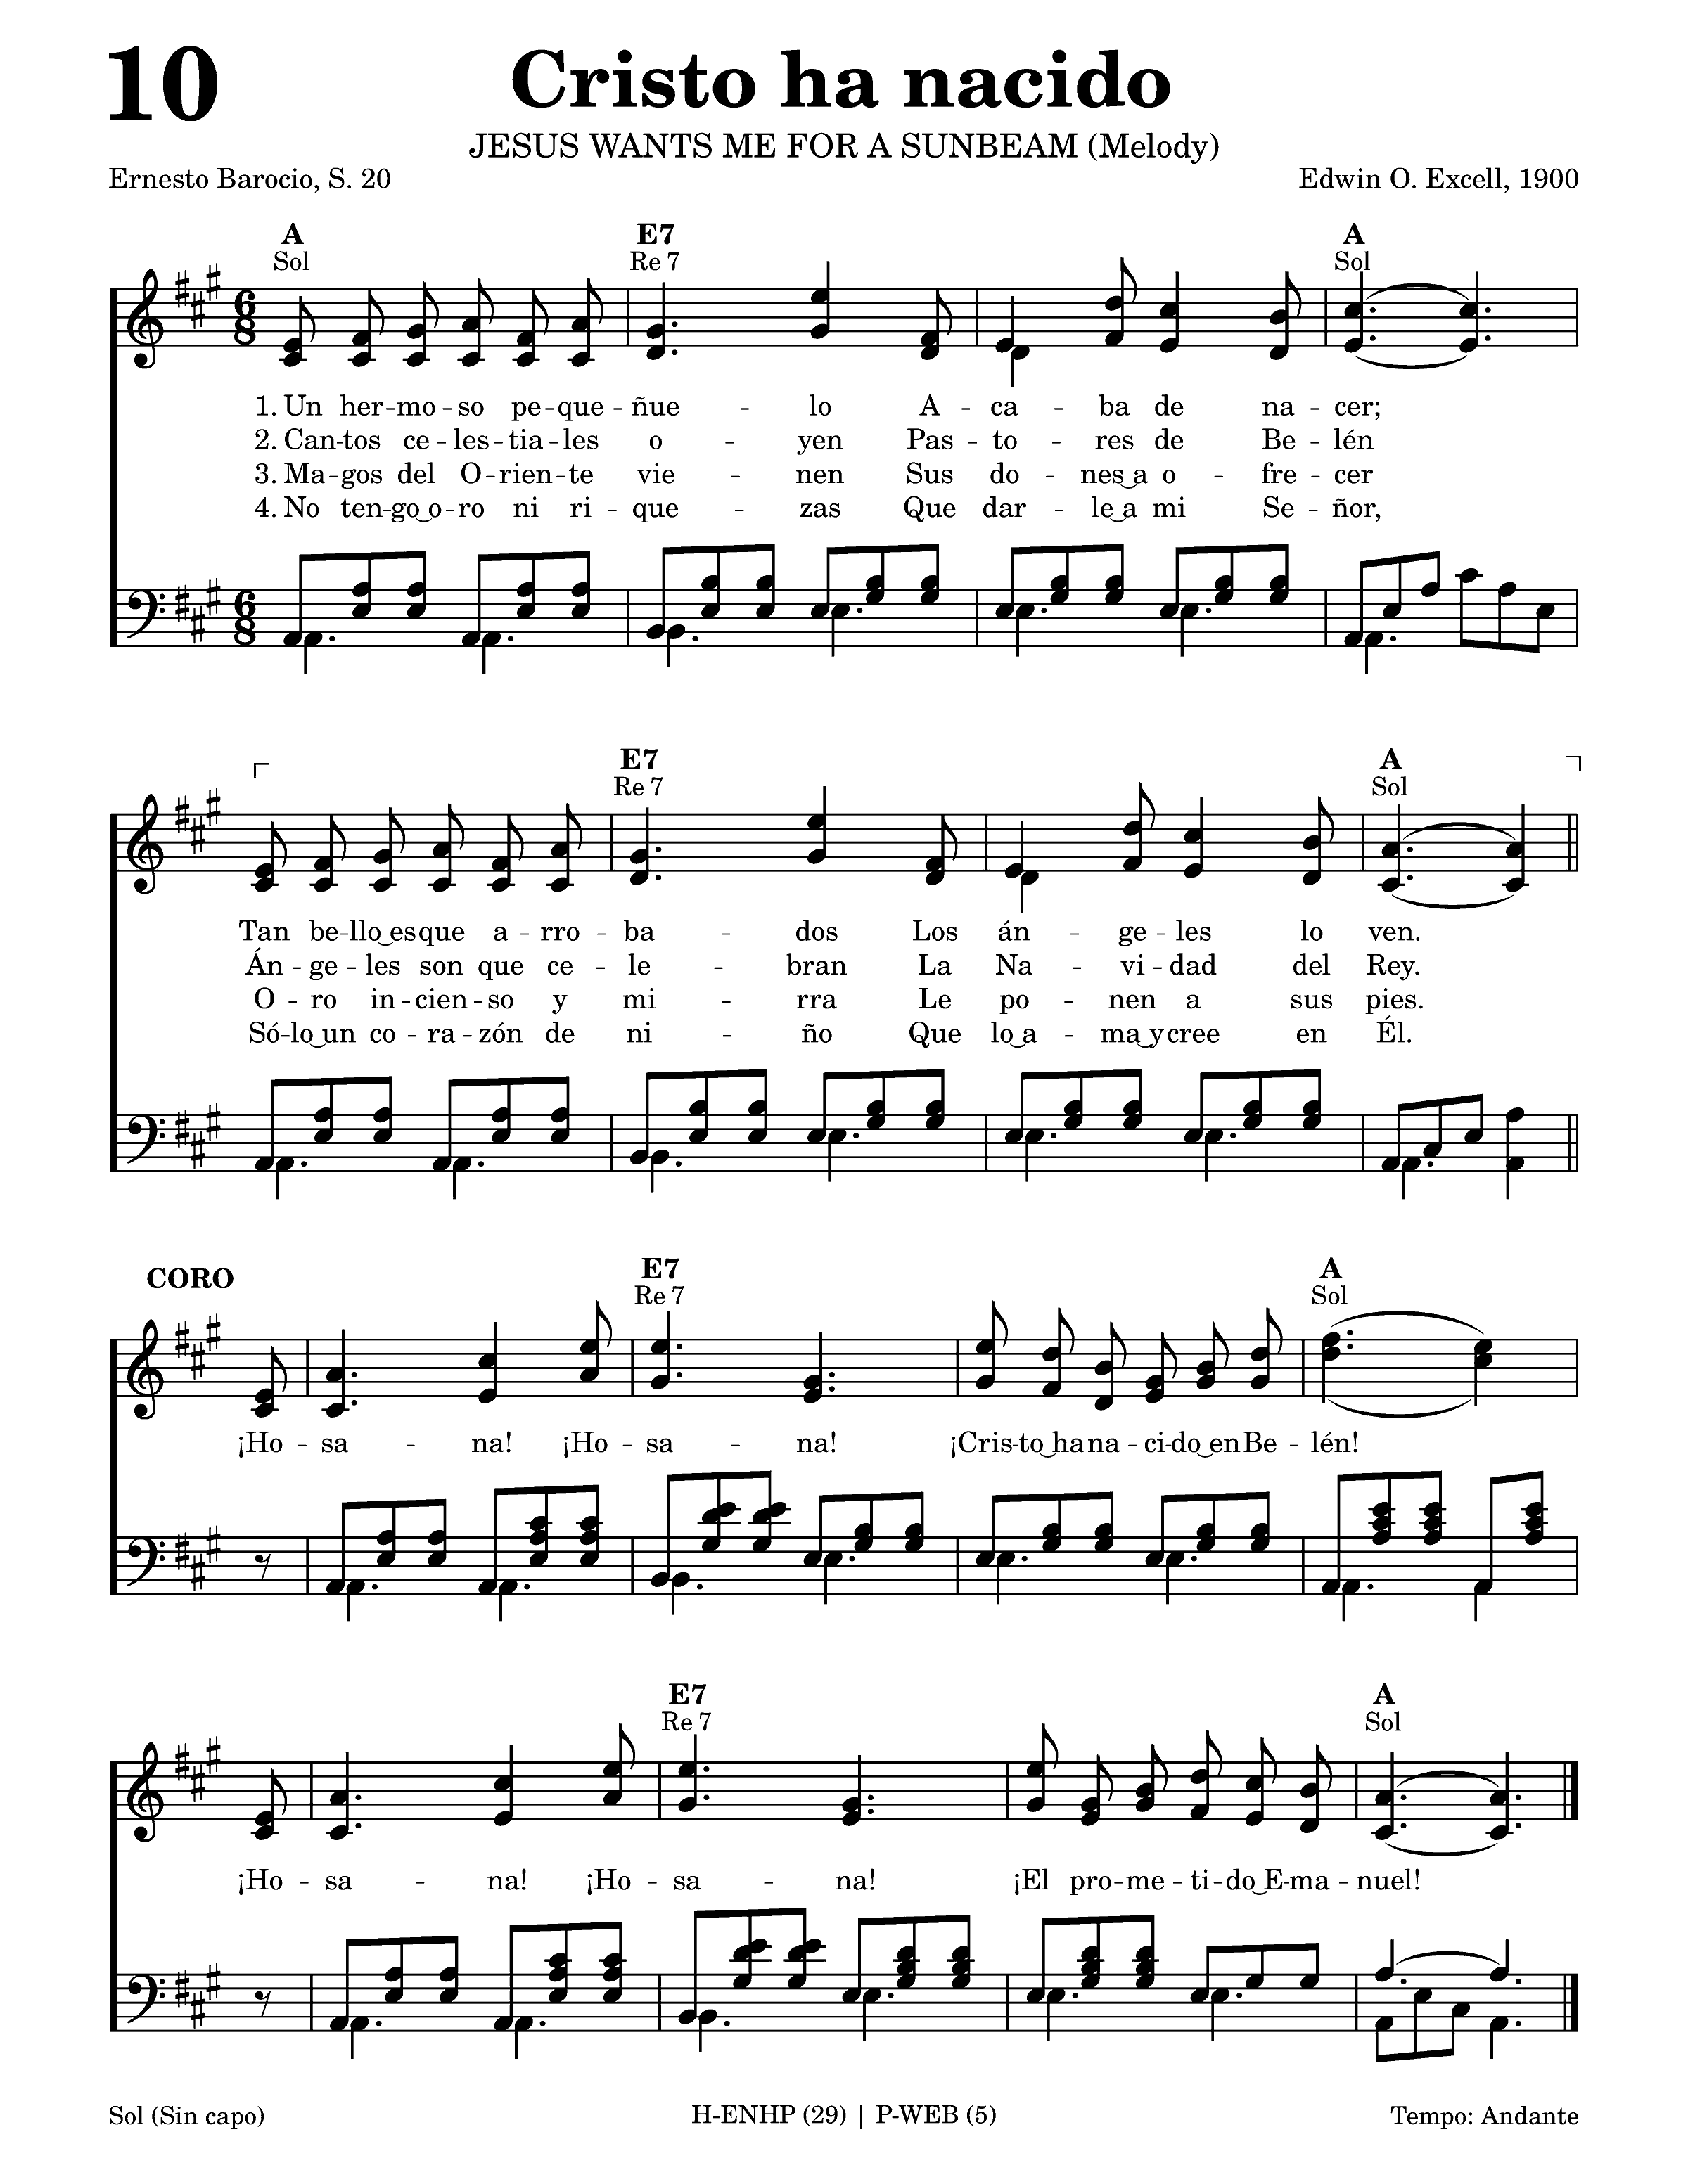 10
Cristo ha nacido
JESUS WANTS ME FOR A SUNBEAM (Melody)
Ernesto Barocio, S. 20
Edwin O. Excell, 1900
A E7 A
Sol Re 7 Sol
6 8
1. Un her -- mo -- so pe -- que -- ñue -- lo A -- ca -- ba de na -- cer;
2. Can -- tos ce -- les -- tia -- les o -- yen Pas -- to -- res de Be -- lén
3. Ma -- gos del O -- rien -- te vie -- nen Sus do -- nes‿a o -- fre -- cer
4. No ten -- go‿o -- ro ni ri -- que -- zas Que dar -- le‿a mi Se -- ñor,
6 8
E7 A
Re 7 Sol
Tan be -- llo‿es -- que a -- rro -- ba -- dos Los án -- ge -- les lo ven.
Án -- ge -- les son que ce -- le -- bran La Na -- vi -- dad del Rey.
O -- ro in -- cien -- so y mi -- rra Le po -- nen a sus pies.
Só -- lo‿un co -- ra -- zón de ni -- ño Que lo‿a -- ma‿y -- cree en Él.
CORO
E7 A
Re 7 Sol
¡Ho -- sa -- na! ¡Ho -- sa -- na! ¡Cris -- to‿ha -- na -- ci -- do‿en -- Be -- lén!
E7 A
Re 7 Sol
¡Ho -- sa -- na! ¡Ho -- sa -- na! ¡El pro -- me -- ti -- do‿E -- ma -- nuel!
Sol (Sin capo)
H-ENHP (29) | P-WEB (5)
Tempo: Andante